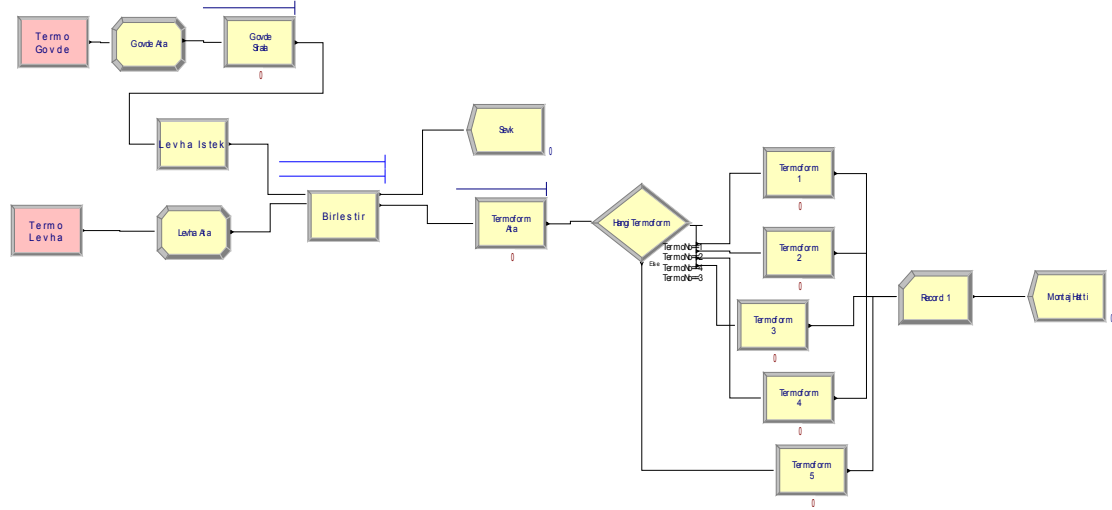 Termo
Govde
Govde Ata
Govde
Sirala
0
Levha Istek
Sevk
0
Termo
Levha
Levha Ata
Birlestir
Termoform
Ata
0
Hangi Termoform
TermoNo==1
TermoNo==2
Else
TermoNo==4
TermoNo==3
Termoform
1
0
Termoform
2
0
Termoform
3
0
Termoform
4
0
Termoform
5
0
Record 1
Montaj Hatti
0